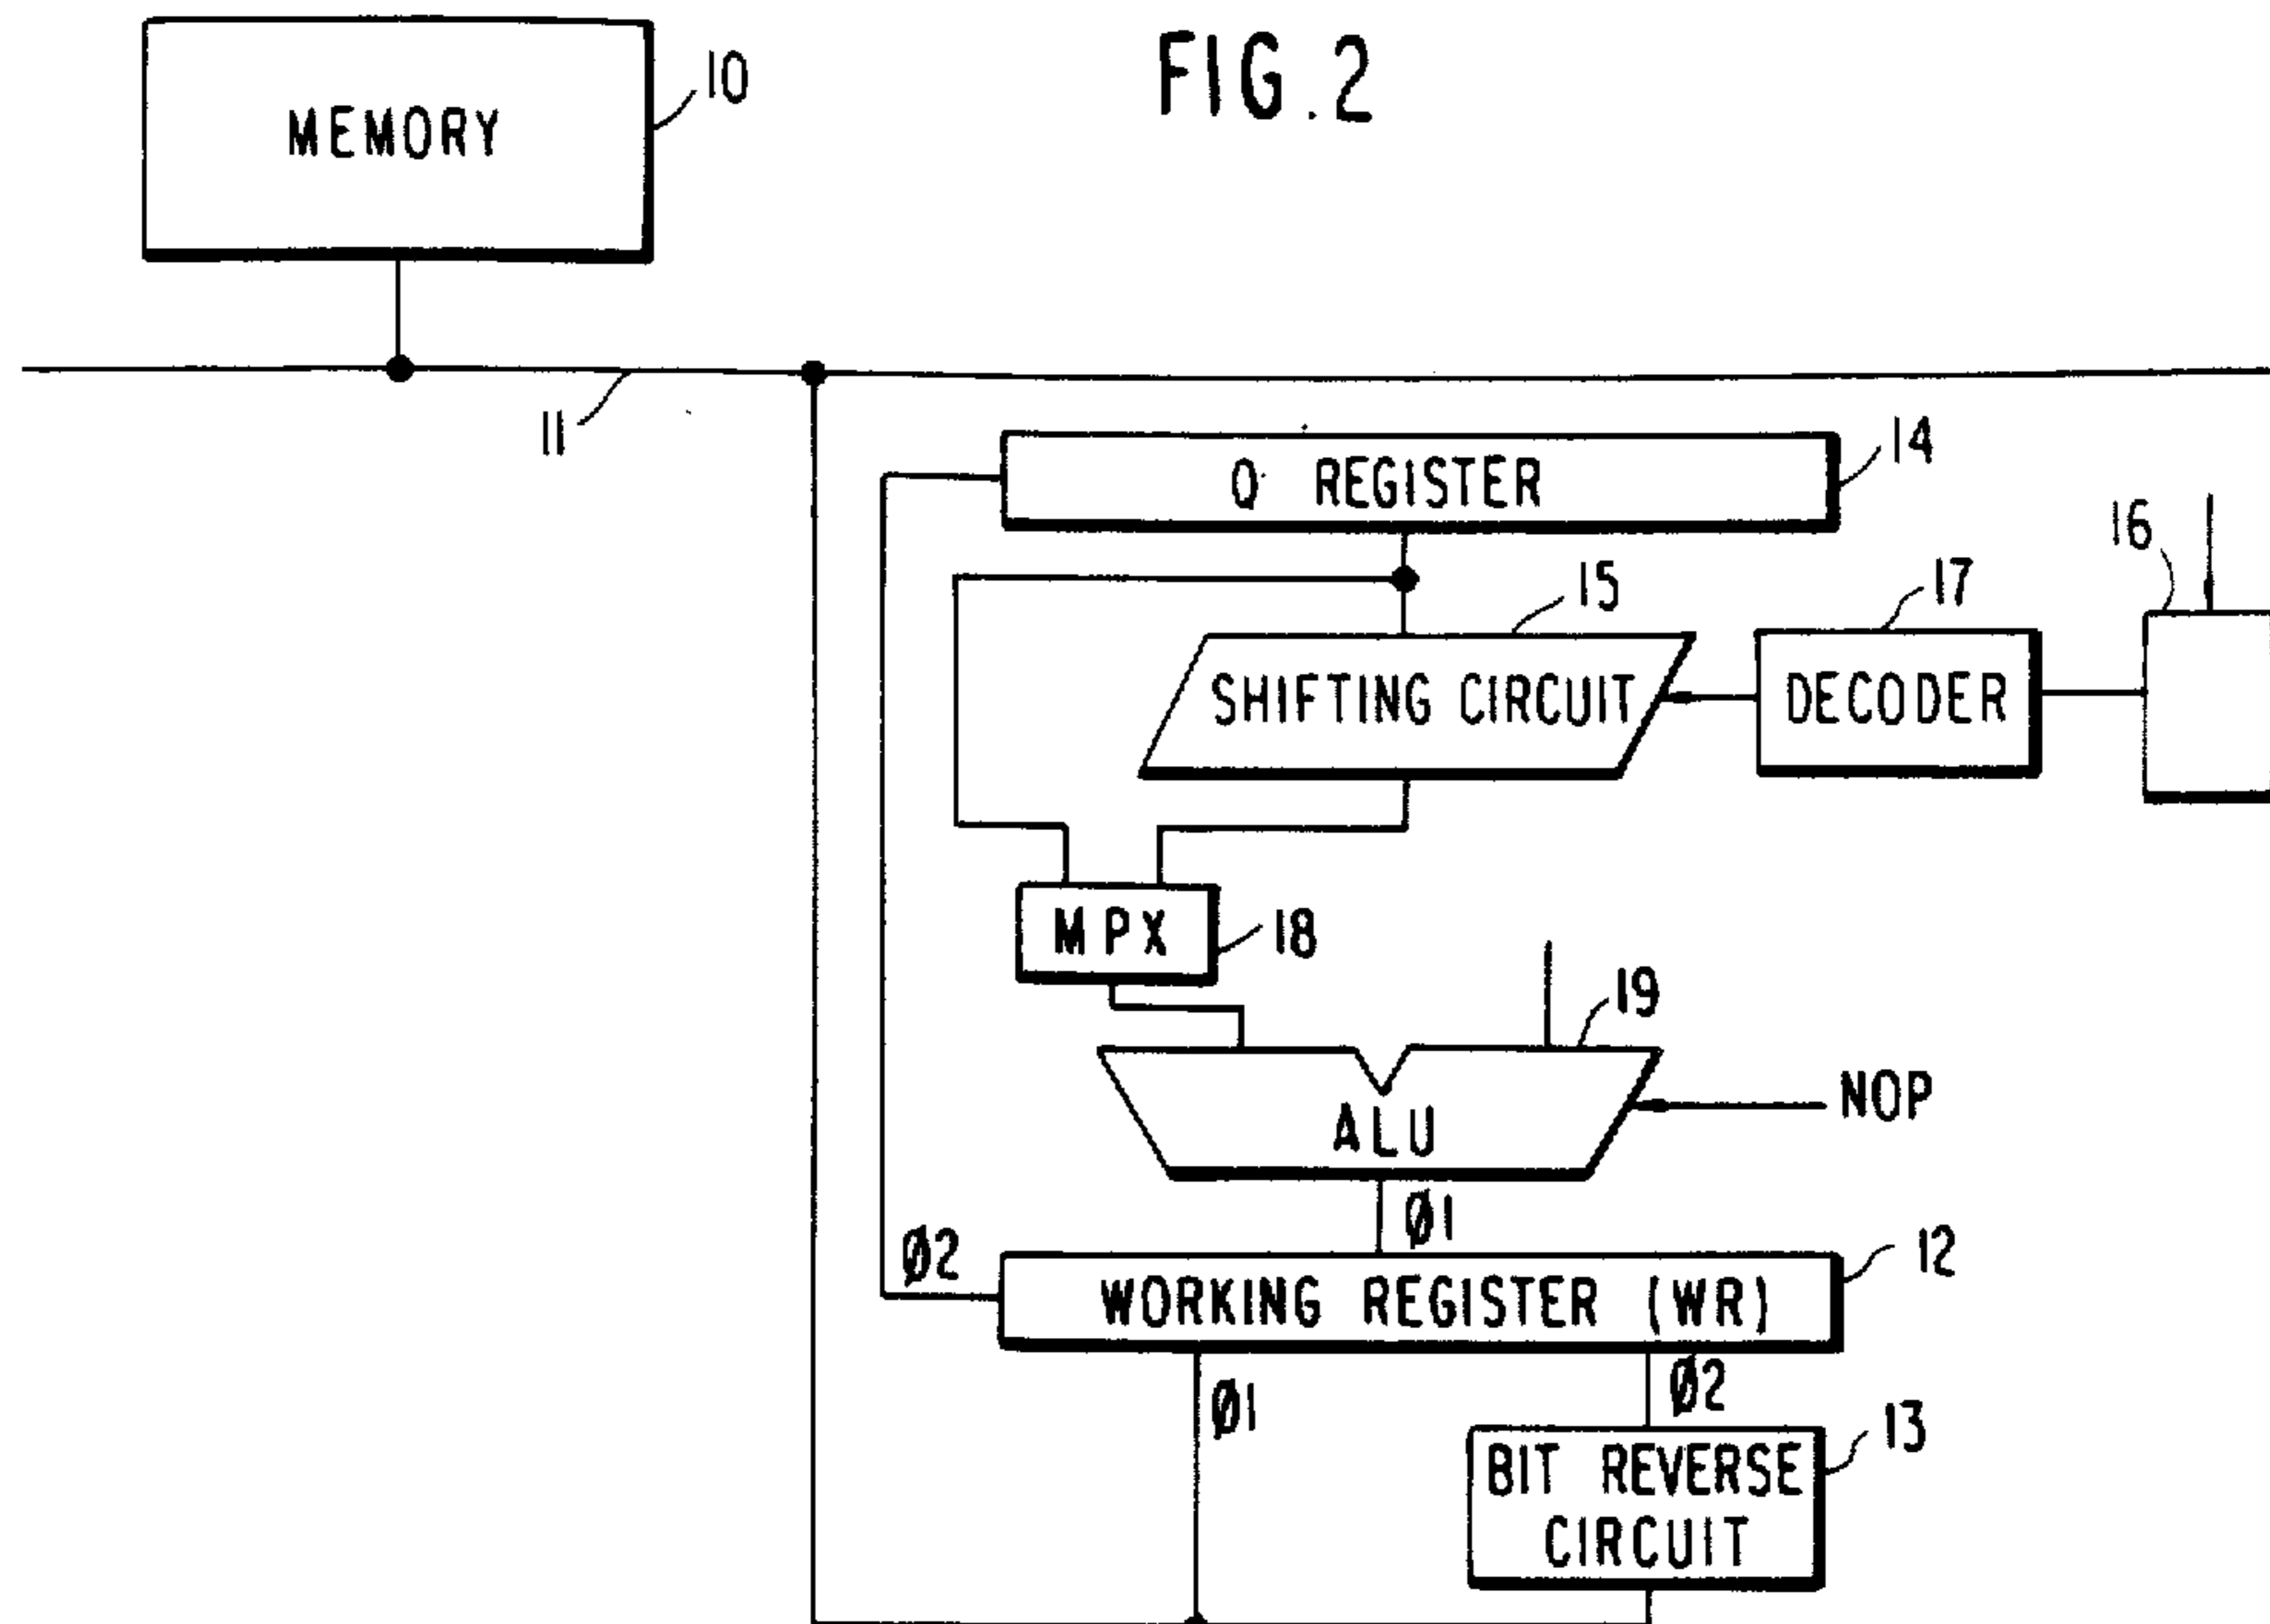 FIG.2
10
MEMORY
11
14
Q REGISTER
16
15
17
SHIFTING CIRCUIT
DECODER
MPX
18
19
NOP
ALU
Ø1
Ø2
12
WORKING REGISTER (WR)
Ø1
Ø2
13
BIT REVERSE
CIRCUIT